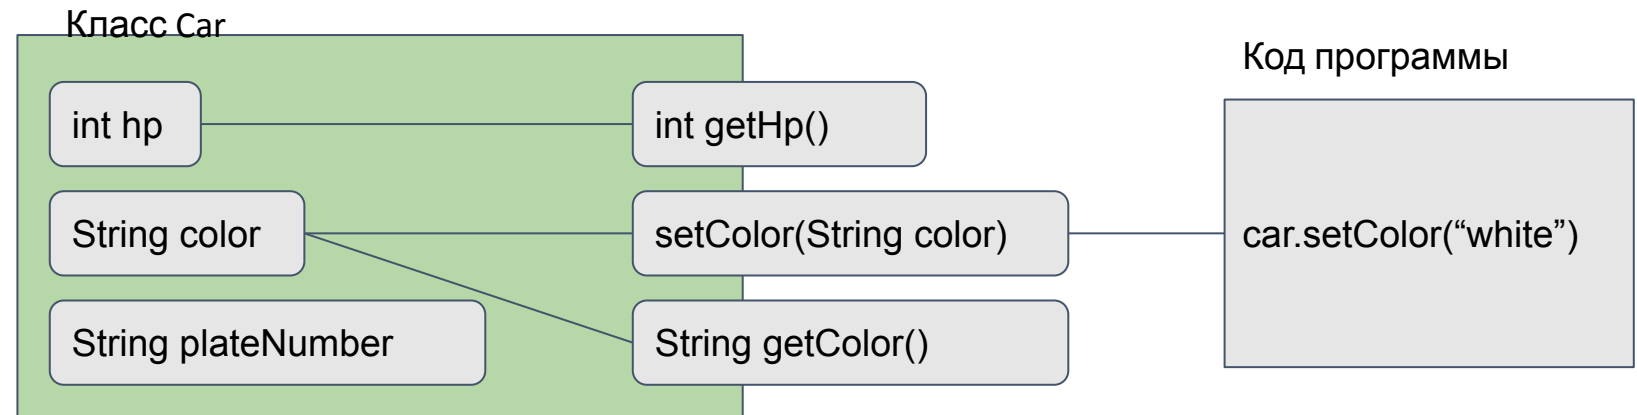 Класс Car
Код программы
int hp
int getHp()
String color
setColor(String color)
car.setColor(“white”)
String plateNumber
String getColor()